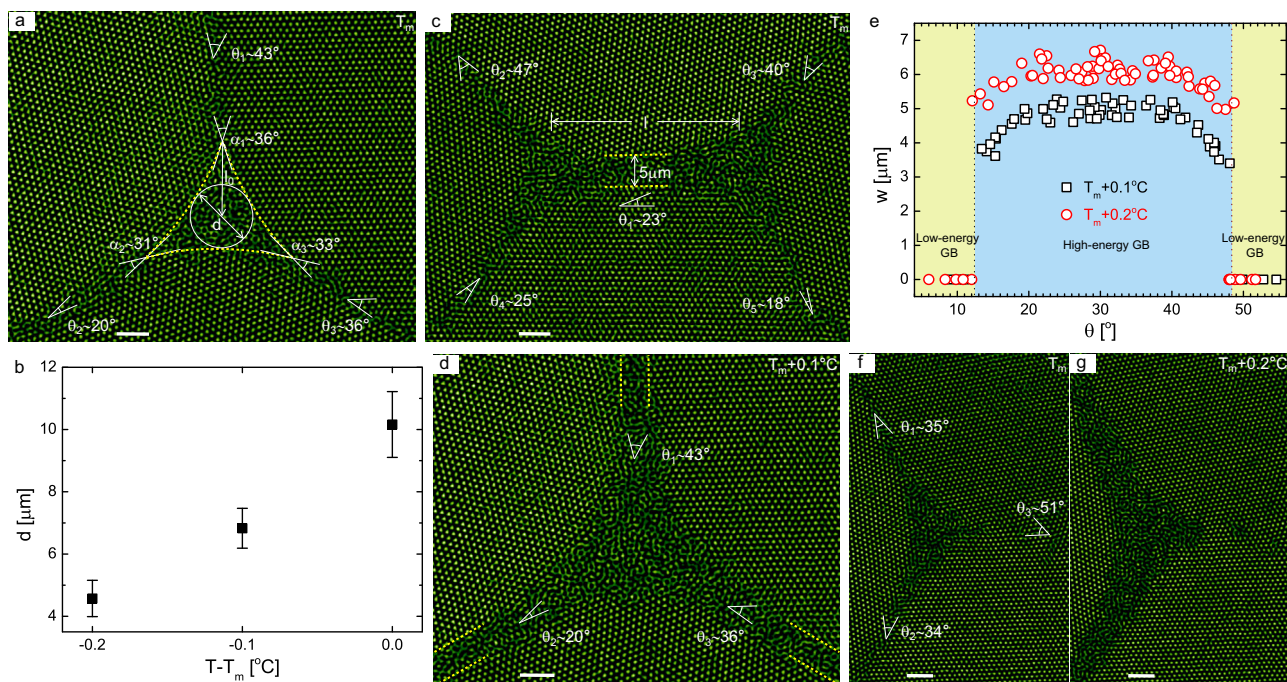 a
Tm
θ1~43°
α1~36°
l0
d
α2~31°
α3~33°
θ2~20°
θ3~36°
b
12
10
8
6
4
d [μm]
-0.2
-0.1
0.0
T-Tm [°C]
c
Tm
θ2~47°
θ3~40°
l
5μm
θ1~23°
θ4~25°
θ5~18°
d
Tm+0.1°C
θ1~43°
θ2~20°
θ3~36°
e
7
6
5
4
3
2
1
0
w [μm]
Tm+0.1°C
Tm+0.2°C
Low-energy
GB
High-energy GB
Low-energy
GB
10
20
30
40
50
θ [°]
f
Tm
θ1~35°
θ3~51°
θ2~34°
g
Tm+0.2°C